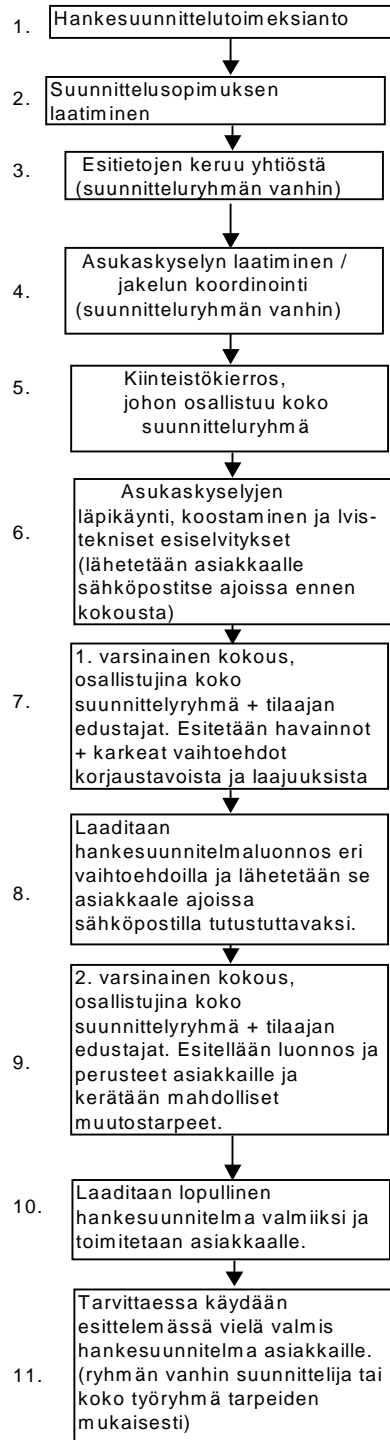 1. Hankesuunnittelutoimeksianto
2. Suunnittelusopimuksen
laatiminen
3. Esitietojen keruu yhtiöstä
(suunnitteluryhmän vanhin)
4. Asukaskyselyn laatiminen /
jakelun koordinointi
(suunnitteluryhmän vanhin)
5. Kiinteistökierros,
johon osallistuu koko
suunnitteluryhmä
6. Asukaskyselyjen
läpikäynti, koostaminen ja lvis-
tekniset esiselvitykset
(lähetetään asiakkaalle
sähköpostitse ajoissa ennen
kokousta)
7. 1. varsinainen kokous,
osallistujina koko
suunnittelyryhmä + tilaajan
edustajat. Esitetään havainnot
+ karkeat vaihtoehdot
korjaustavoista ja laajuuksista
8. Laaditaan
hankesuunnitelmaluonnos eri
vaihtoehdoilla ja lähetetään se
asiakkaale ajoissa
sähköpostilla tutustuttavaksi.
9. 2. varsinainen kokous,
osallistujina koko
suunnittelyryhmä + tilaajan
edustajat. Esitellään luonnos ja
perusteet asiakkaille ja
kerätään mahdolliset
muutostarpeet.
10. Laaditaan lopullinen
hankesuunnitelma valmiiksi ja
toimitetaan asiakkaalle.
11. Tarvittaessa käydään
esittelemässä vielä valmis
hankesuunnitelma asiakkaille.
(ryhmän vanhin suunnittelija tai
koko työryhmä tarpeiden
mukaisesti)